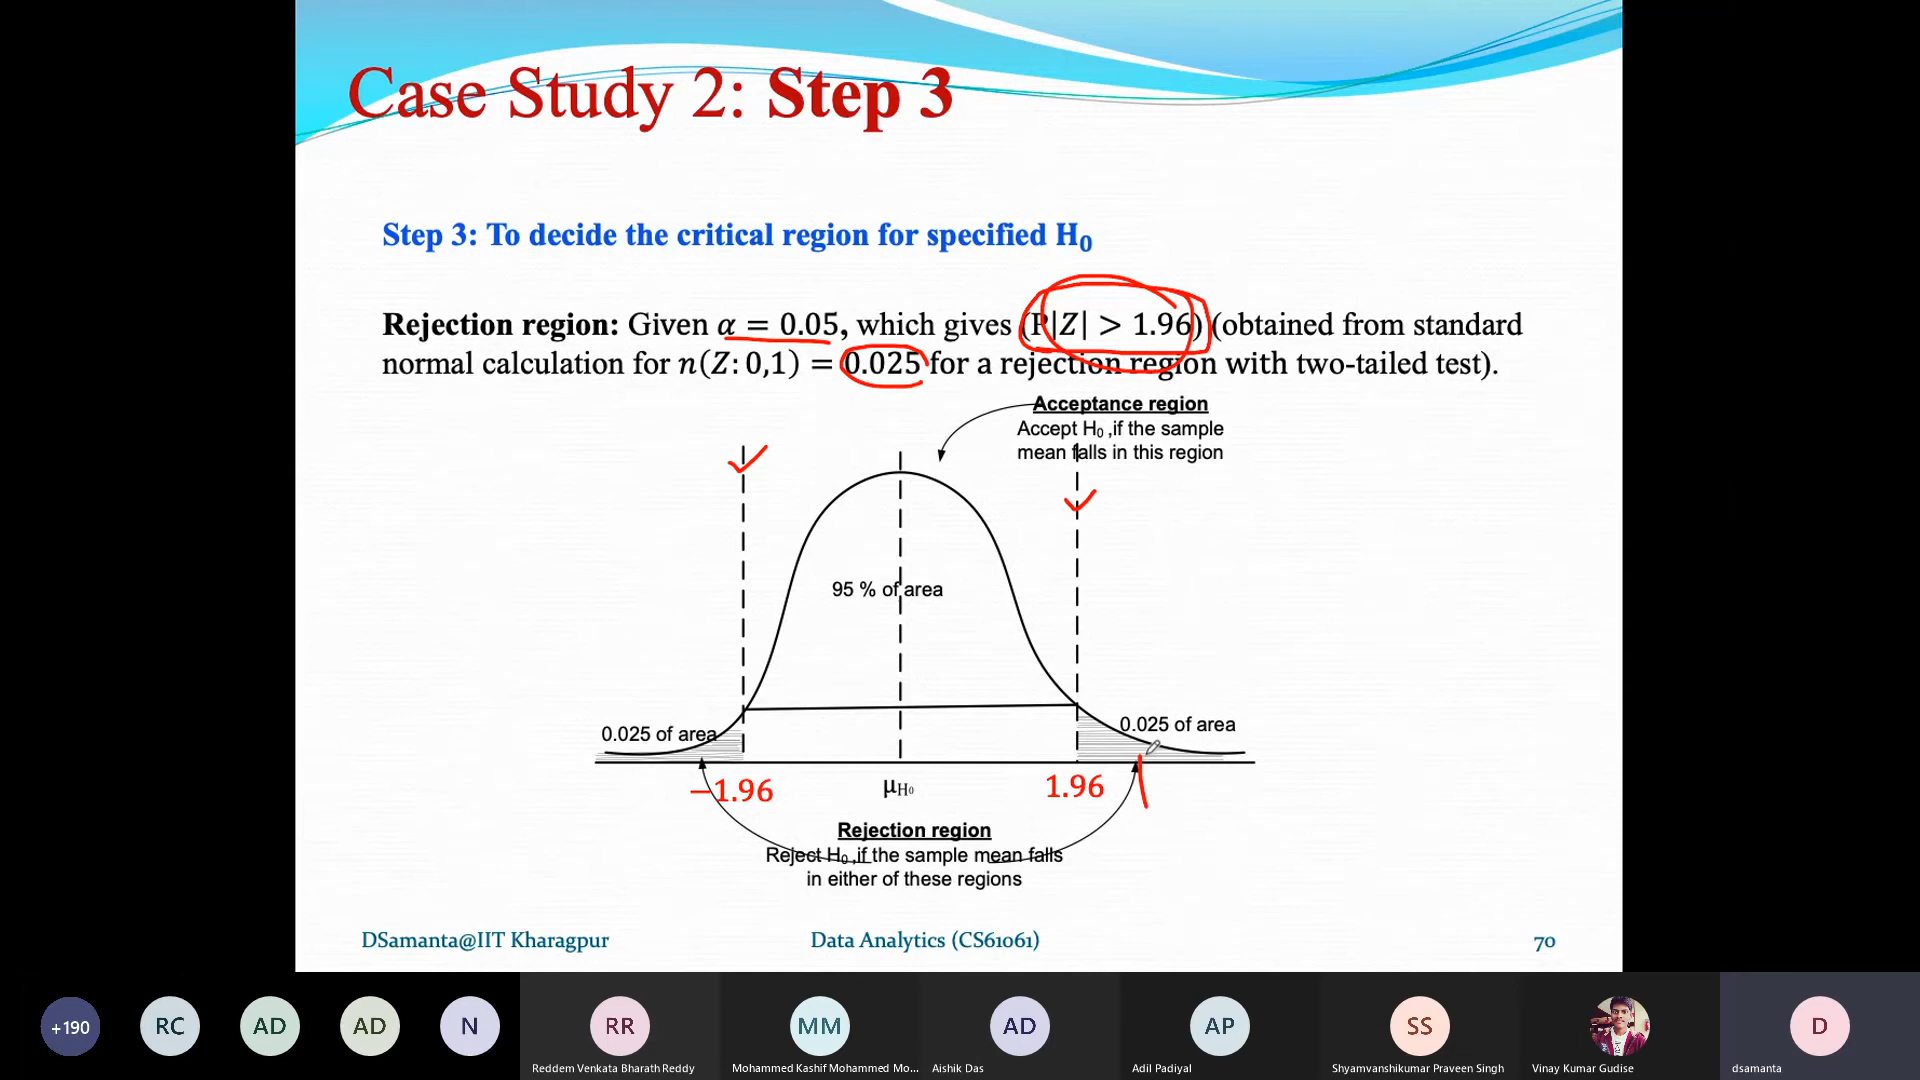 Case Study 2: Step 3
Step 3: To decide the critical region for specified H₀
Rejection region: Given α = 0.05, which gives (P|Z| > 1.96) (obtained from standard
normal calculation for n(Z: 0,1) = 0.025 for a rejection region with two-tailed test).
Acceptance region
Accept H₀ ,if the sample
mean falls in this region
95 % of area
0.025 of area
0.025 of area
−1.96
μH₀
1.96
Rejection region
Reject H₀ ,if the sample mean falls
in either of these regions
DSamanta@IIT Kharagpur
Data Analytics (CS61061)
70
+190
RC
AD
AD
N
RR
MM
AD
AP
SS
D
Reddem Venkata Bharath Reddy
Mohammed Kashif Mohammed Mo...
Aishik Das
Adil Padiyal
Shyamvanshikumar Praveen Singh
Vinay Kumar Gudise
dsamanta